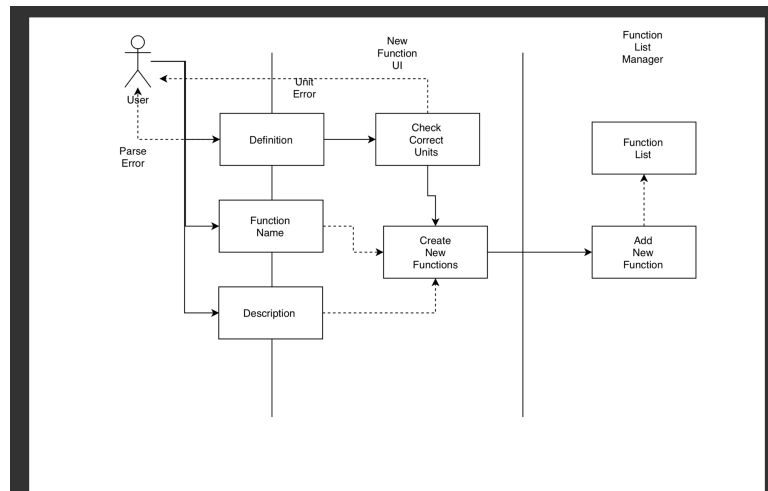 New
Function
UI
Function
List
Manager
User
Unit
Error
Parse
Error
Definition
Check
Correct
Units
Function
List
Function
Name
Create
New
Functions
Add
New
Function
Description